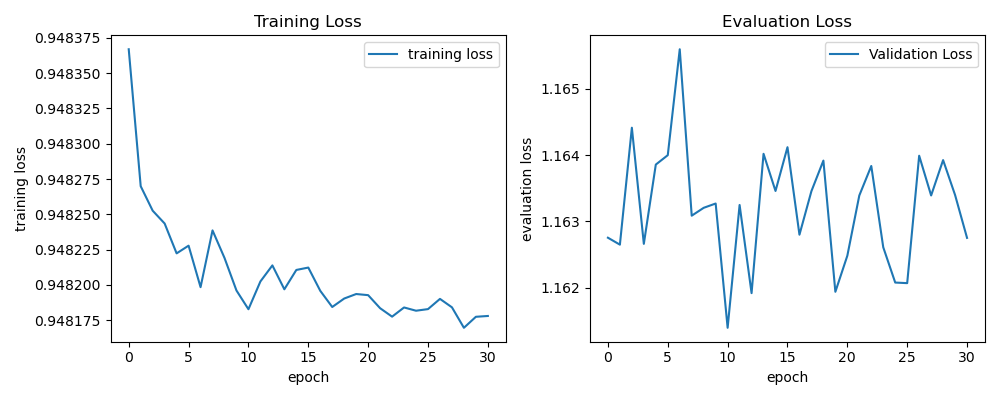 Training Loss
0.948375
0.948350
0.948325
0.948300
0.948275
0.948250
0.948225
0.948200
0.948175
training loss
training loss
0 5 10 15 20 25 30
epoch
Evaluation Loss
1.165
1.164
1.163
1.162
evaluation loss
Validation Loss
0 5 10 15 20 25 30
epoch